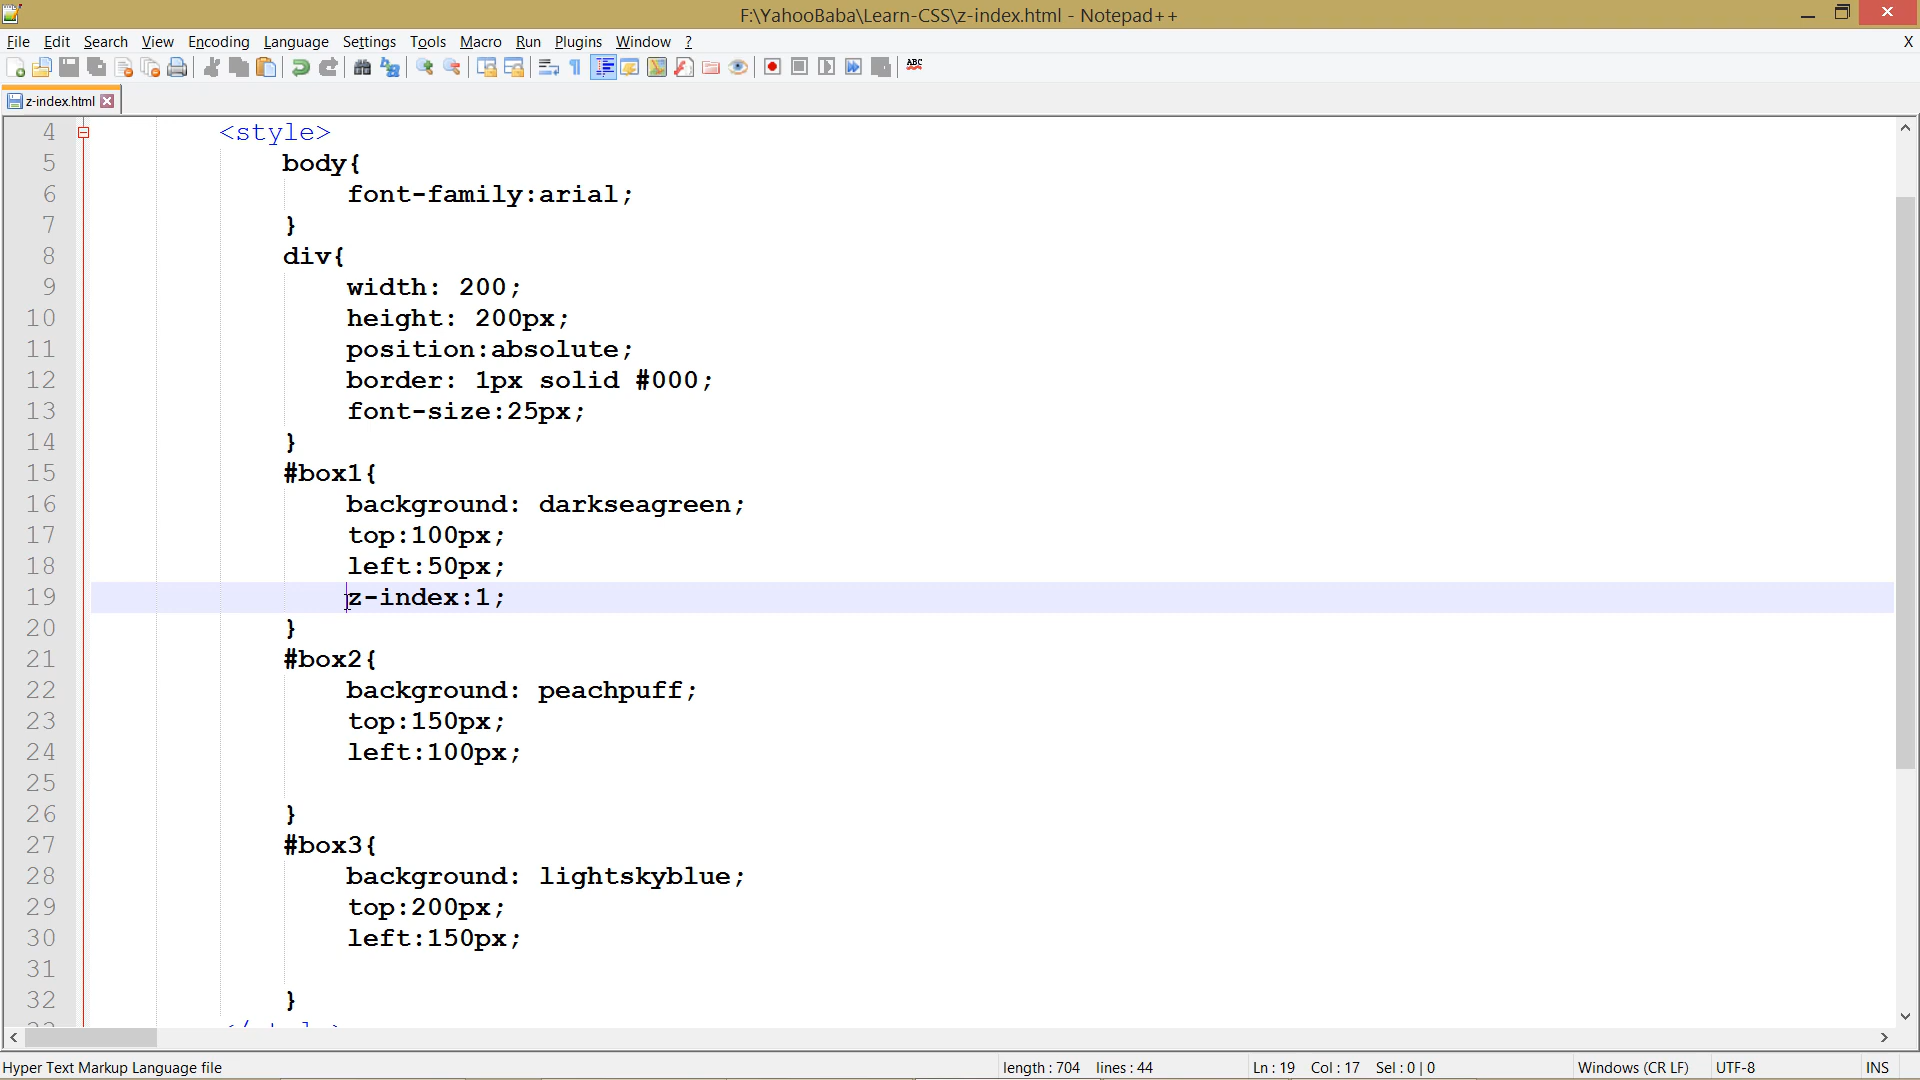 F:\YahooBaba\Learn-CSS\z-index.html - Notepad++
File Edit Search View Encoding Language Settings Tools Macro Run Plugins Window ? X
ABC
z-index.html
4 <style>
5 body{
6 font-family:arial;
7 }
8 div{
9 width: 200;
10 height: 200px;
11 position:absolute;
12 border: 1px solid #000;
13 font-size:25px;
14 }
15 #box1{
16 background: darkseagreen;
17 top:100px;
18 left:50px;
19 z-index:1;
20 }
21 #box2{
22 background: peachpuff;
23 top:150px;
24 left:100px;
25
26 }
27 #box3{
28 background: lightskyblue;
29 top:200px;
30 left:150px;
31
32 }
Hyper Text Markup Language file length : 704 lines : 44 Ln : 19 Col : 17 Sel : 0 | 0 Windows (CR LF) UTF-8 INS